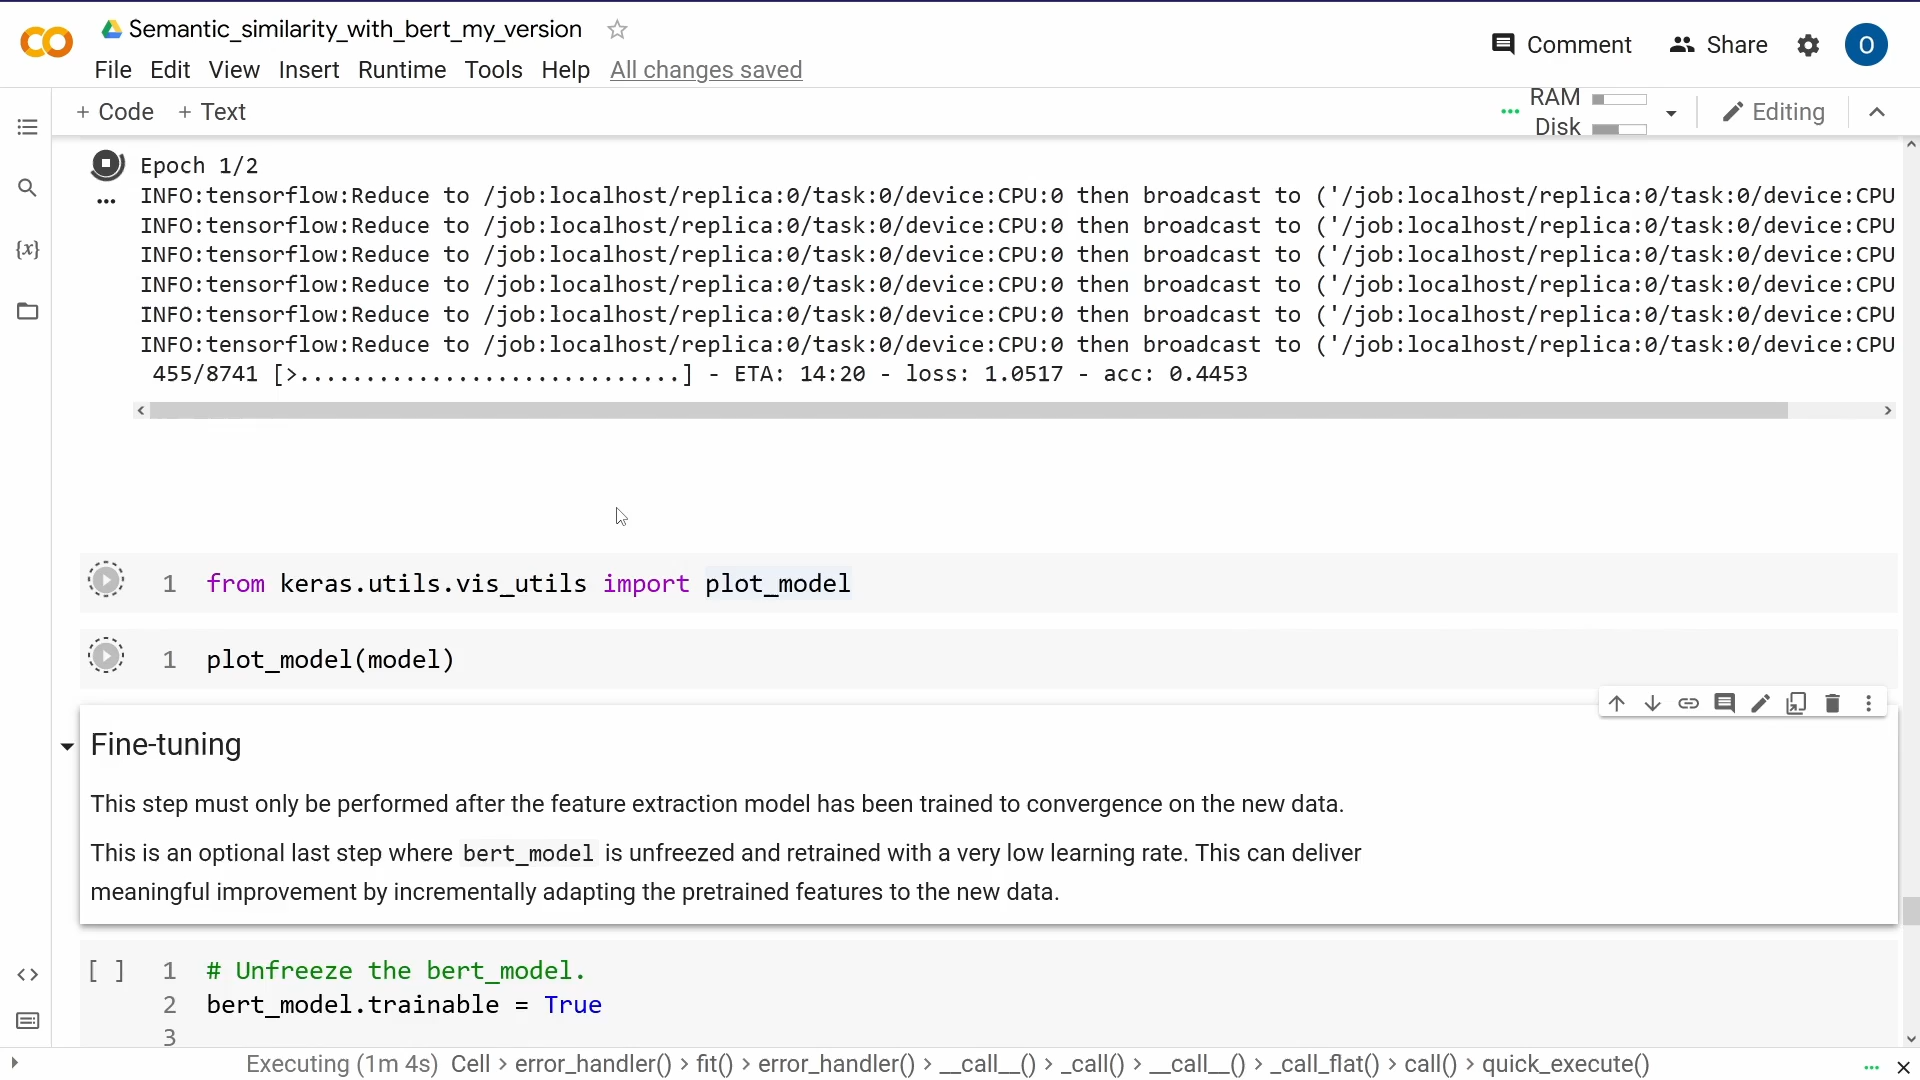 Semantic_similarity_with_bert_my_version
Comment Share O
File Edit View Insert Runtime Tools Help All changes saved
+ Code + Text
RAM
Disk
Editing
Epoch 1/2
INFO:tensorflow:Reduce to /job:localhost/replica:0/task:0/device:CPU:0 then broadcast to ('/job:localhost/replica:0/task:0/device:CPU
INFO:tensorflow:Reduce to /job:localhost/replica:0/task:0/device:CPU:0 then broadcast to ('/job:localhost/replica:0/task:0/device:CPU
INFO:tensorflow:Reduce to /job:localhost/replica:0/task:0/device:CPU:0 then broadcast to ('/job:localhost/replica:0/task:0/device:CPU
INFO:tensorflow:Reduce to /job:localhost/replica:0/task:0/device:CPU:0 then broadcast to ('/job:localhost/replica:0/task:0/device:CPU
INFO:tensorflow:Reduce to /job:localhost/replica:0/task:0/device:CPU:0 then broadcast to ('/job:localhost/replica:0/task:0/device:CPU
INFO:tensorflow:Reduce to /job:localhost/replica:0/task:0/device:CPU:0 then broadcast to ('/job:localhost/replica:0/task:0/device:CPU
455/8741 [>.............................] - ETA: 14:20 - loss: 1.0517 - acc: 0.4453
1 from keras.utils.vis_utils import plot_model
1 plot_model(model)
Fine-tuning
This step must only be performed after the feature extraction model has been trained to convergence on the new data.
This is an optional last step where bert_model is unfreezed and retrained with a very low learning rate. This can deliver
meaningful improvement by incrementally adapting the pretrained features to the new data.
[ ] 1 # Unfreeze the bert_model.
2 bert_model.trainable = True
3
Executing (1m 4s) Cell > error_handler() > fit() > error_handler() > __call__() > _call() > __call__() > _call_flat() > call() > quick_execute()